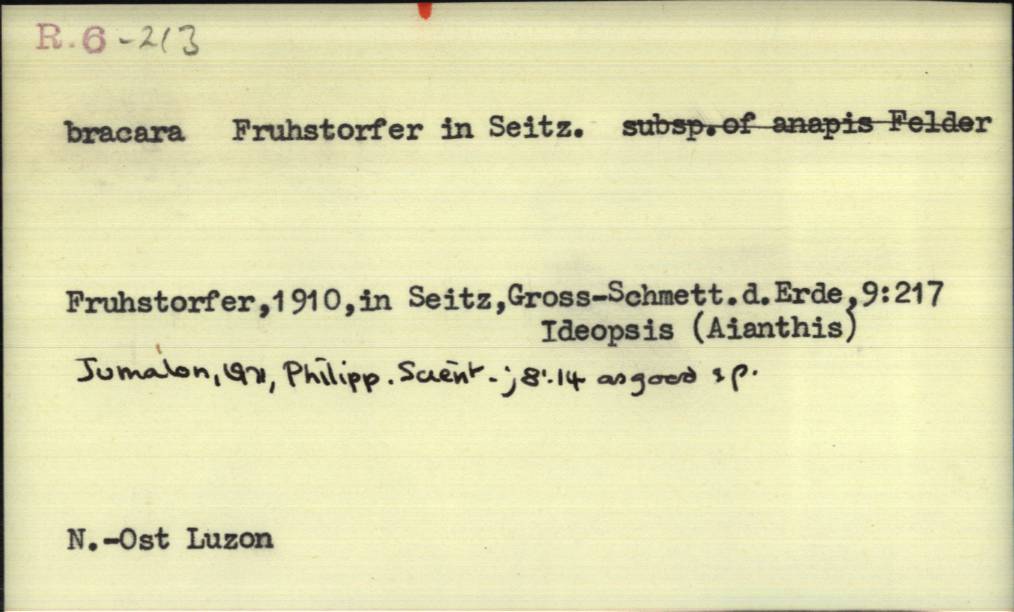 R.6-213
bracara Fruhstorfer in Seitz. subsp.of anapis Felder
Fruhstorfer,1910,in Seitz,Gross-Schmett.d.Erde,9:217
Ideopsis (Aianthis)
Jumalon, 1971, Philipp. Scient. 8:14 as good sp.
N.-Ost Luzon